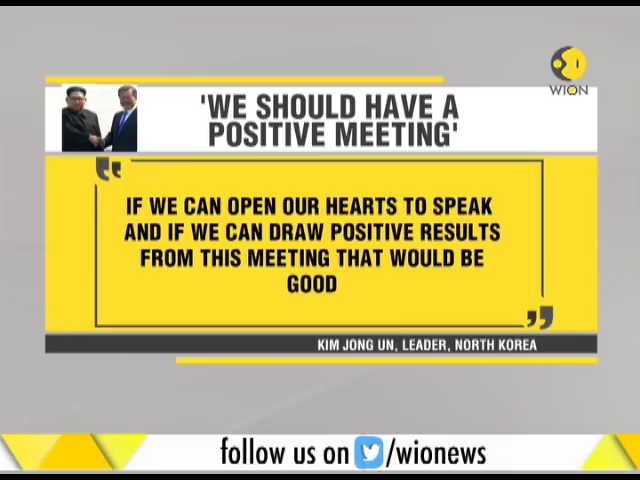 WION
'WE SHOULD HAVE A
POSITIVE MEETING'
IF WE CAN OPEN OUR HEARTS TO SPEAK
AND IF WE CAN DRAW POSITIVE RESULTS
FROM THIS MEETING THAT WOULD BE
GOOD
KIM JONG UN, LEADER, NORTH KOREA
follow us on /wionews